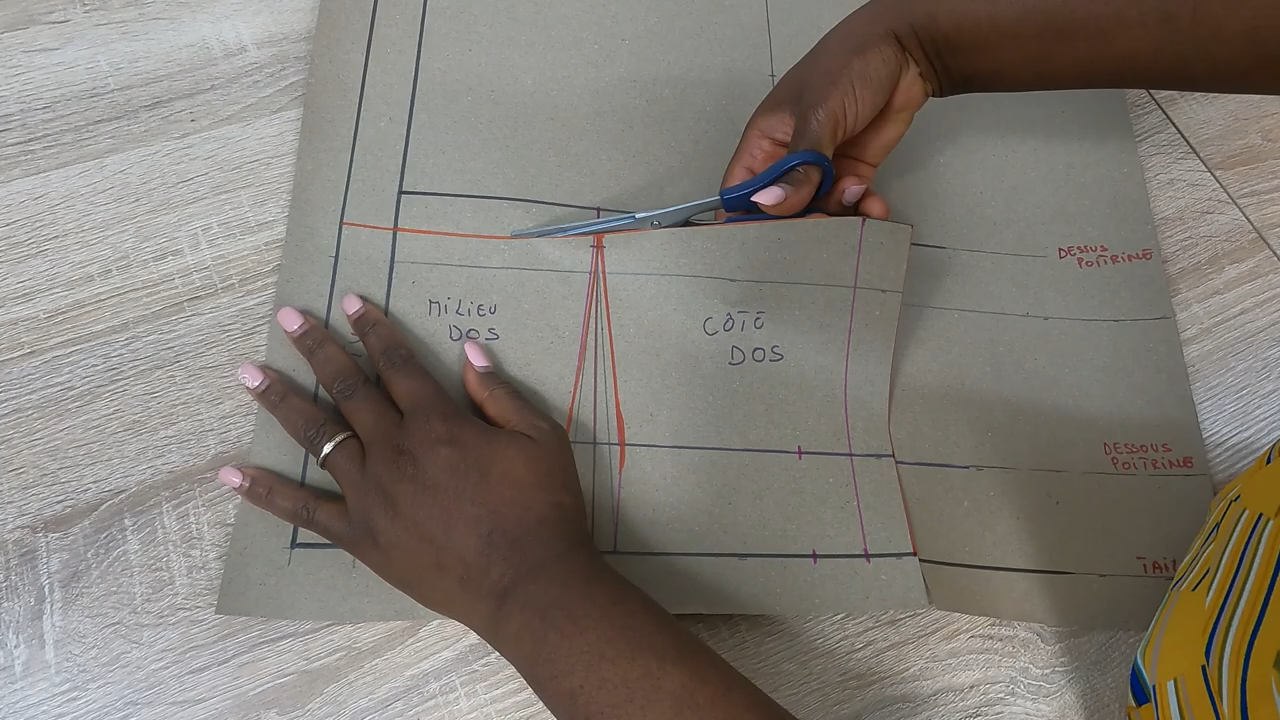 DESSUS
POITRINE
MILIEU
DOS
CÔTÉ
DOS
DESSOUS
POITRINE